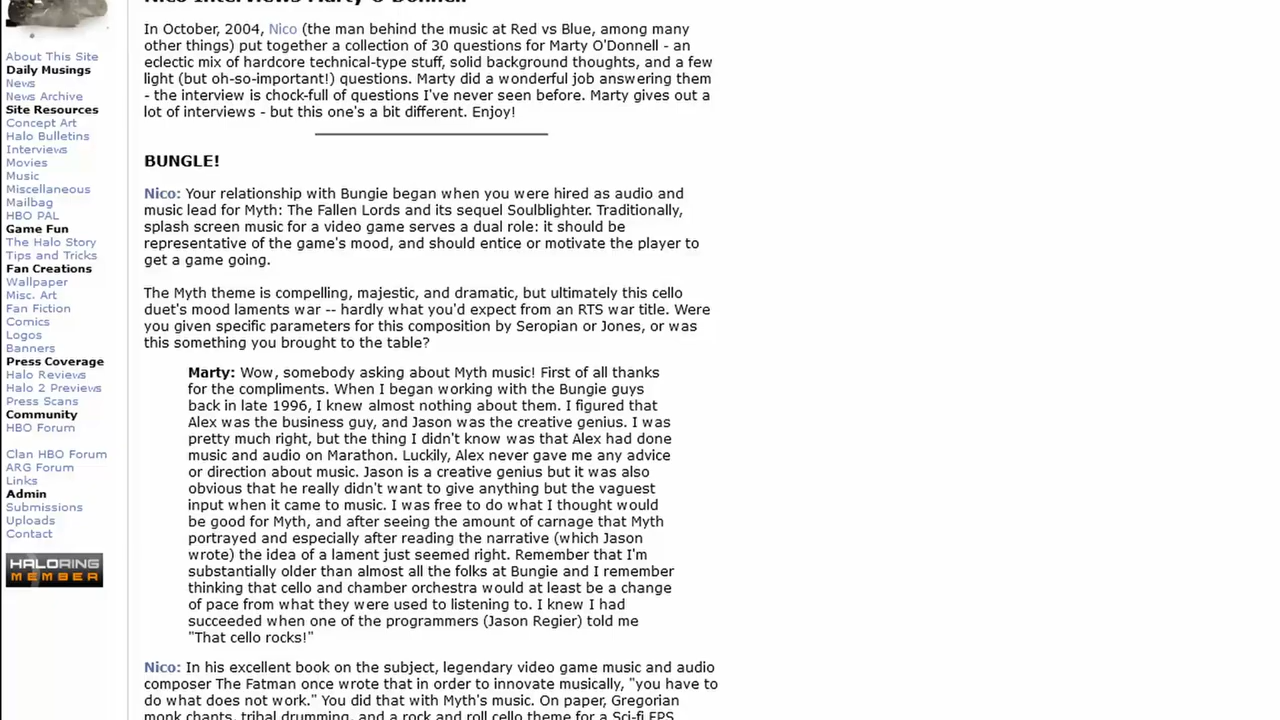 Nico Interviews Marty O'Donnell
In October, 2004, Nico (the man behind the music at Red vs Blue, among many
other things) put together a collection of 30 questions for Marty O'Donnell - an
eclectic mix of hardcore technical-type stuff, solid background thoughts, and a few
light (but oh-so-important!) questions. Marty did a wonderful job answering them
- the interview is chock-full of questions I've never seen before. Marty gives out a
lot of interviews - but this one's a bit different. Enjoy!
About This Site
Daily Musings
News
News Archive
Site Resources
Concept Art
Halo Bulletins
Interviews
Movies
Music
Miscellaneous
Mailbag
HBO PAL
Game Fun
The Halo Story
Tips and Tricks
Fan Creations
Wallpaper
Misc. Art
Fan Fiction
Comics
Logos
Banners
Press Coverage
Halo Reviews
Halo 2 Previews
Press Scans
Community
HBO Forum
Clan HBO Forum
ARG Forum
Links
Admin
Submissions
Uploads
Contact
HALORING
MEMBER
BUNGLE!
Nico: Your relationship with Bungie began when you were hired as audio and
music lead for Myth: The Fallen Lords and its sequel Soulblighter. Traditionally,
splash screen music for a video game serves a dual role: it should be
representative of the game's mood, and should entice or motivate the player to
get a game going.
The Myth theme is compelling, majestic, and dramatic, but ultimately this cello
duet's mood laments war -- hardly what you'd expect from an RTS war title. Were
you given specific parameters for this composition by Seropian or Jones, or was
this something you brought to the table?
Marty: Wow, somebody asking about Myth music! First of all thanks
for the compliments. When I began working with the Bungie guys
back in late 1996, I knew almost nothing about them. I figured that
Alex was the business guy, and Jason was the creative genius. I was
pretty much right, but the thing I didn't know was that Alex had done
music and audio on Marathon. Luckily, Alex never gave me any advice
or direction about music. Jason is a creative genius but it was also
obvious that he really didn't want to give anything but the vaguest
input when it came to music. I was free to do what I thought would
be good for Myth, and after seeing the amount of carnage that Myth
portrayed and especially after reading the narrative (which Jason
wrote) the idea of a lament just seemed right. Remember that I'm
substantially older than almost all the folks at Bungie and I remember
thinking that cello and chamber orchestra would at least be a change
of pace from what they were used to listening to. I knew I had
succeeded when one of the programmers (Jason Regier) told me
"That cello rocks!"
Nico: In his excellent book on the subject, legendary video game music and audio
composer The Fatman once wrote that in order to innovate musically, "you have to
do what does not work." You did that with Myth's music. On paper, Gregorian
monk chants, tribal drumming, and a rock and roll cello theme for a Sci-fi FPS